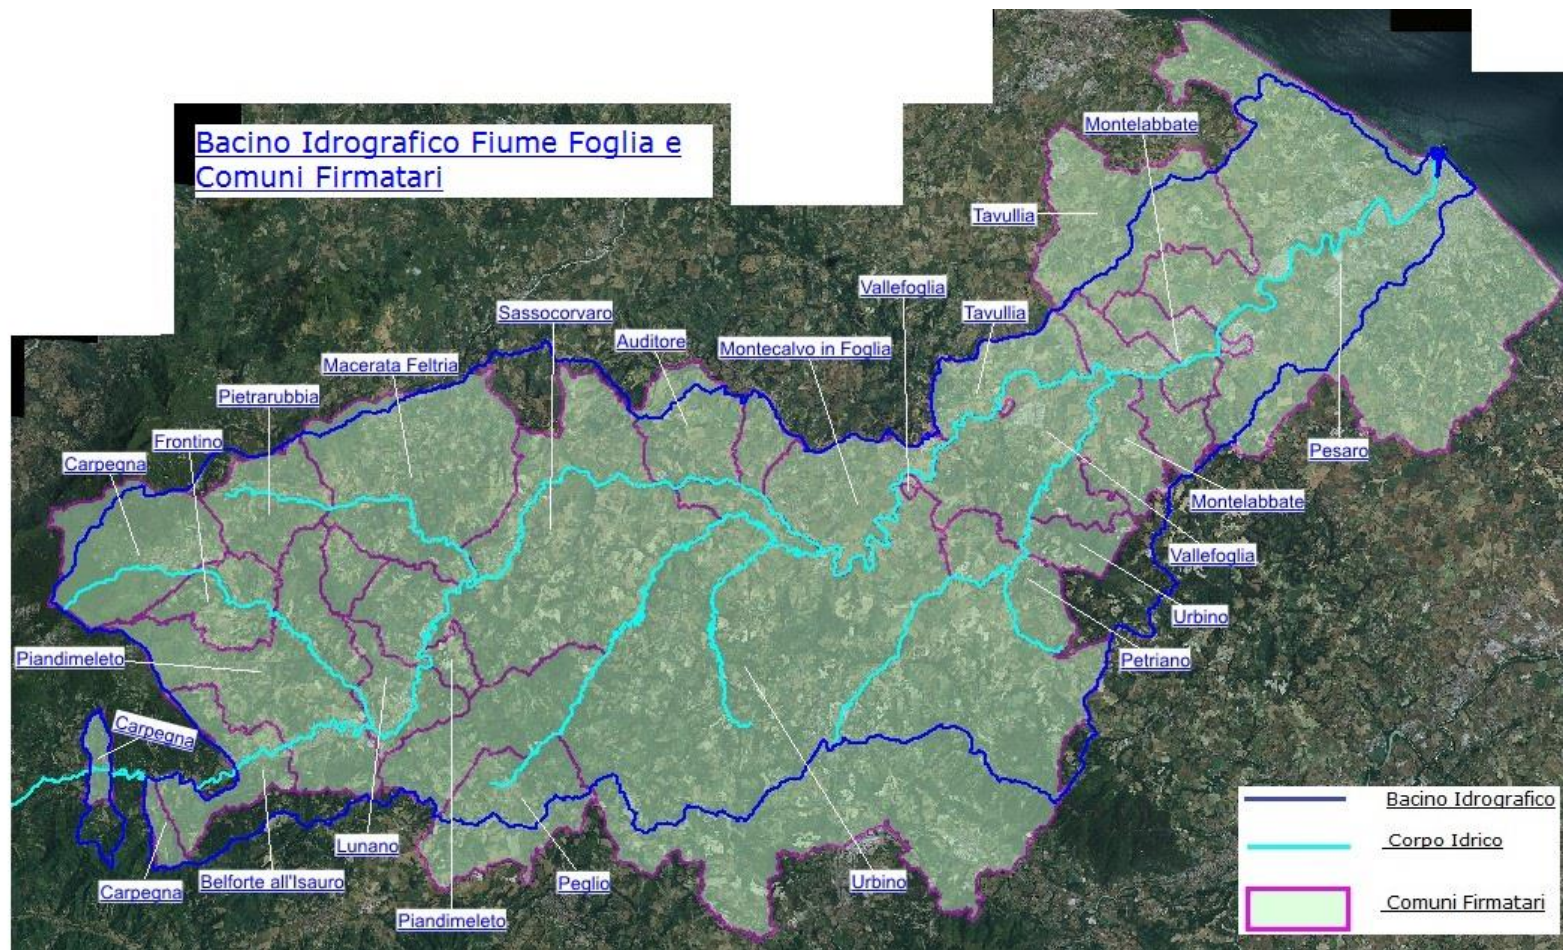 Bacino Idrografico Fiume Foglia e
Comuni Firmatari
Montelabbate
Tavullia
Vallefoglia
Sassocorvaro
Tavullia
Auditore
Montecalvo in Foglia
Macerata Feltria
Pietrarubbia
Frontino
Carpegna
Pesaro
Montelabbate
Vallefoglia
Urbino
Piandimeleto
Petriano
Carpegna
Lunano
Carpegna
Belforte all'Isauro
Peglio
Urbino
Piandimeleto
Bacino Idrografico
Corpo Idrico
Comuni Firmatari